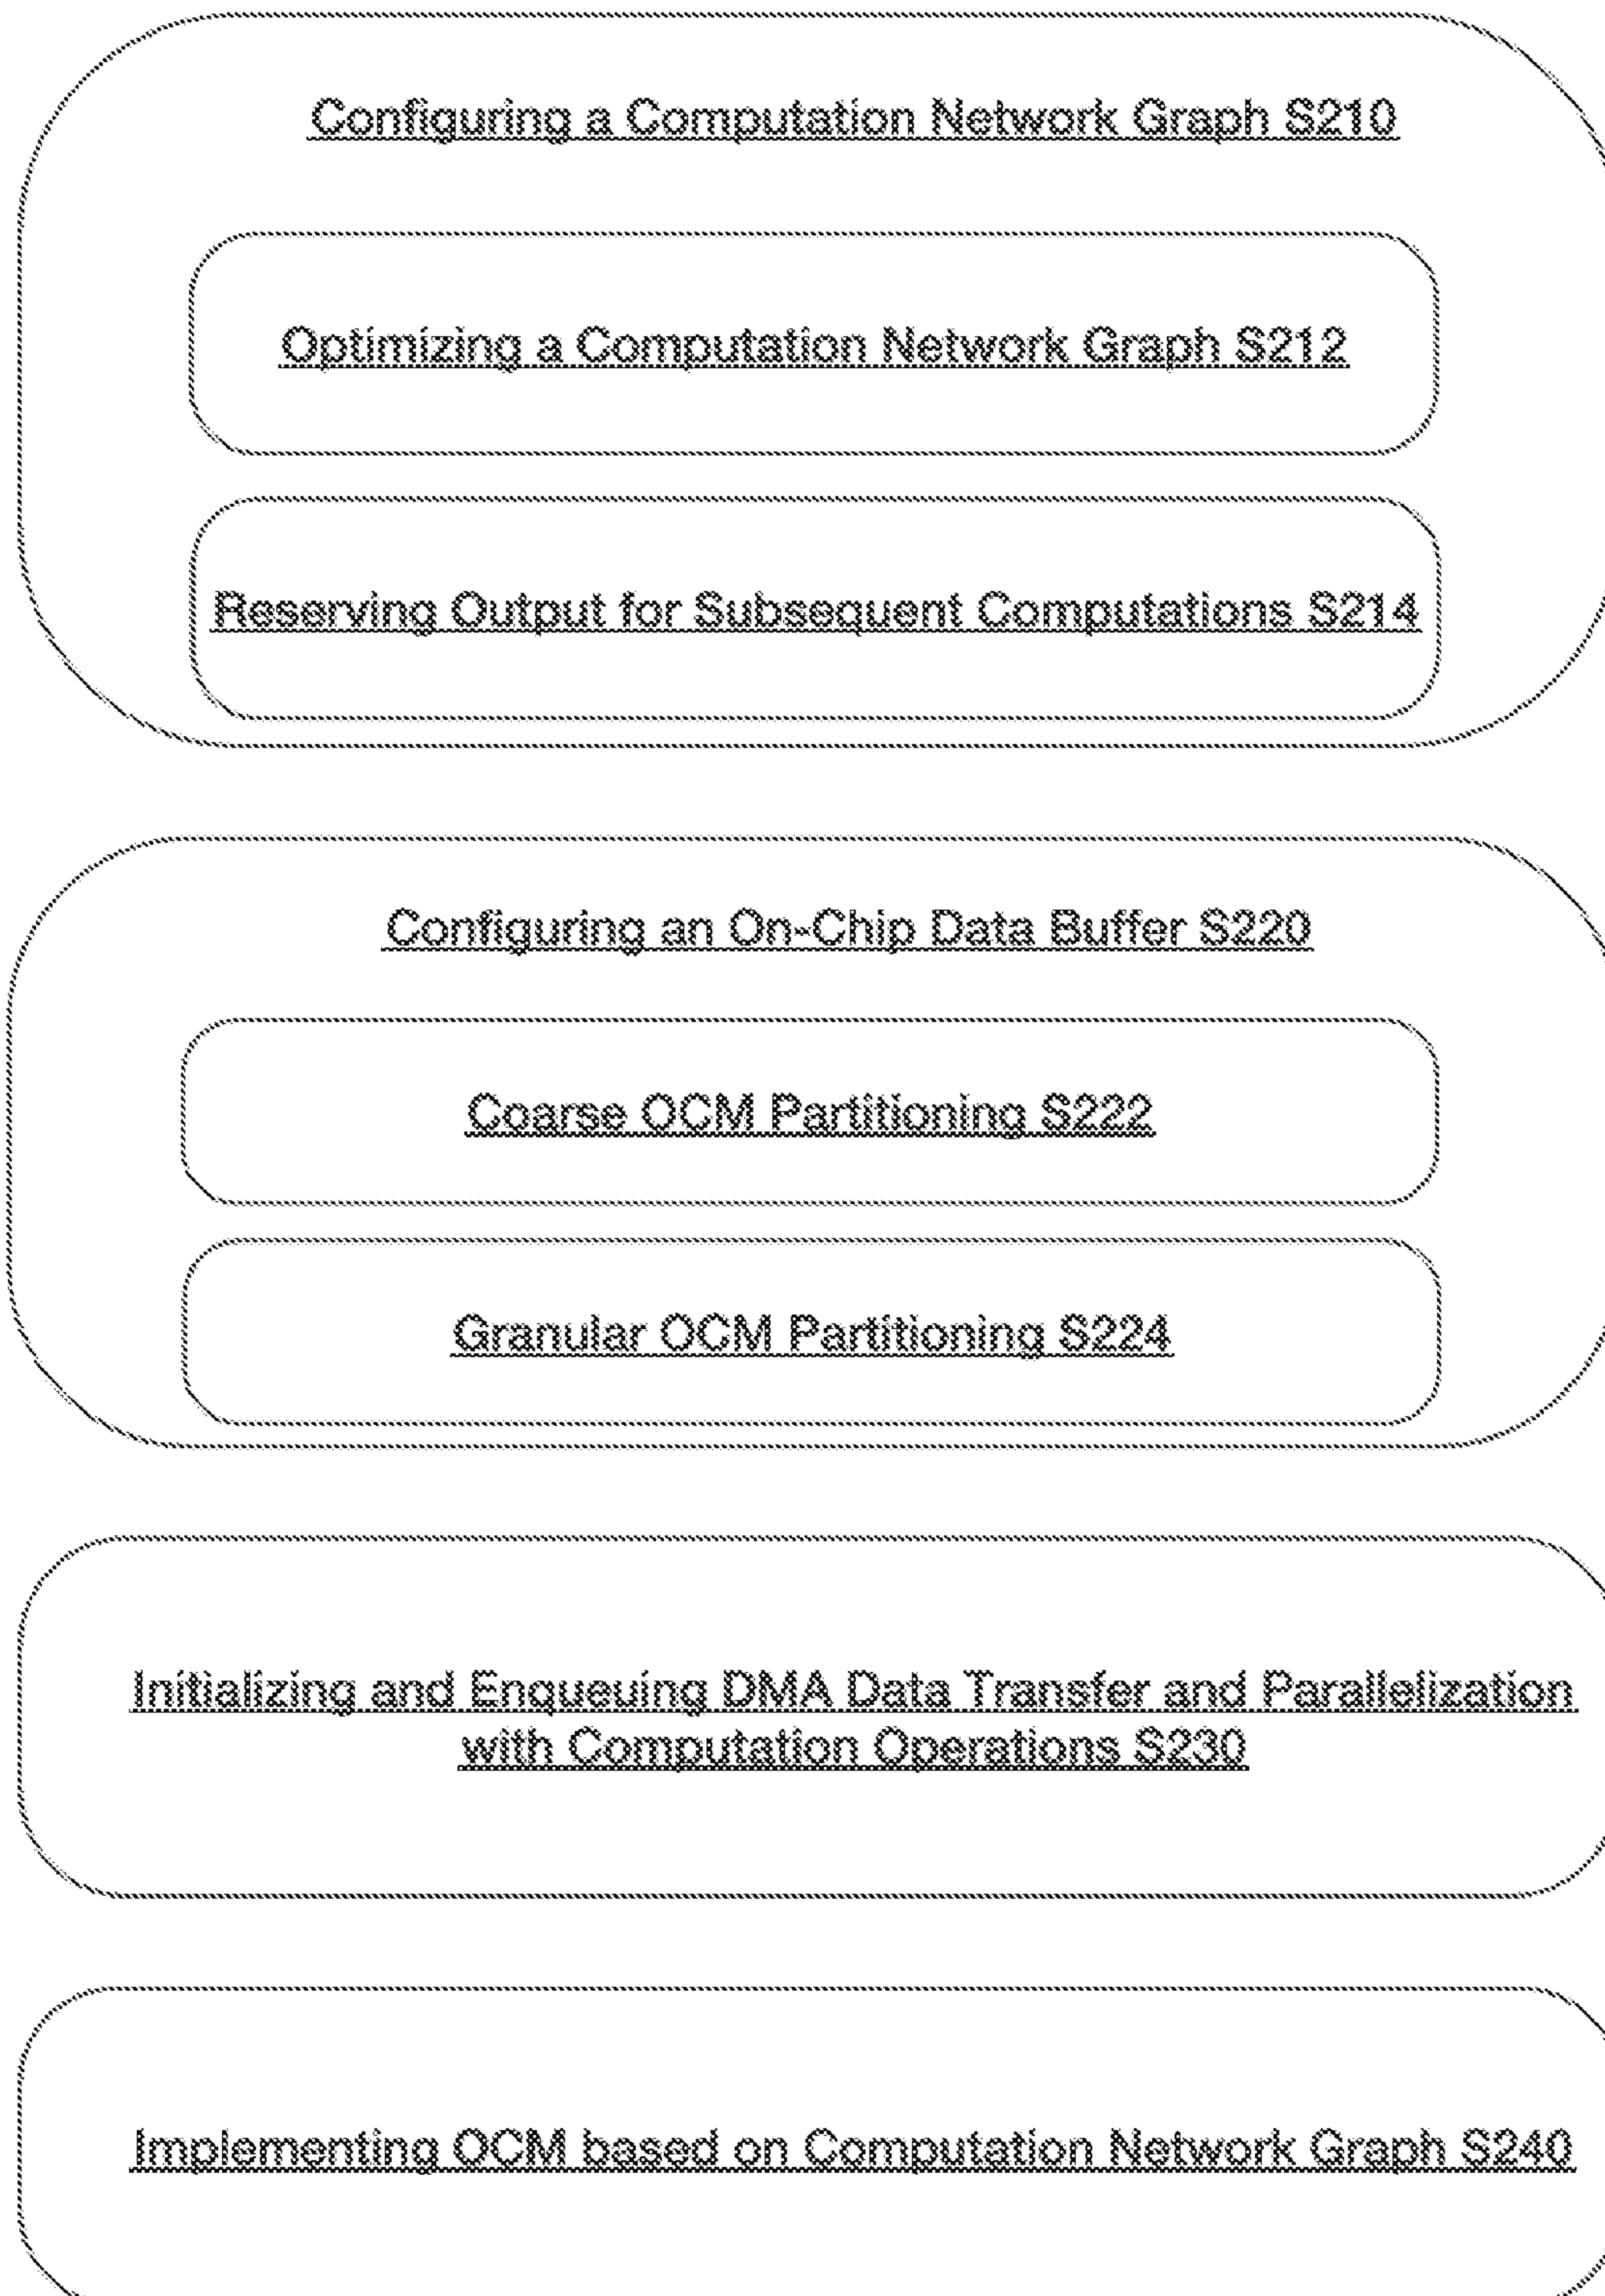 Configuring a Computation Network Graph S210
Optimizing a Computation Network Graph S212
Reserving Output for Subsequent Computations S214
Configuring an On-Chip Data Buffer S220
Coarse OCM Partitioning S222
Granular OCM Partitioning S224
Initializing and Enqueuing DMA Data Transfer and Parallelization
with Computation Operations S230
Implementing OCM based on Computation Network Graph S240